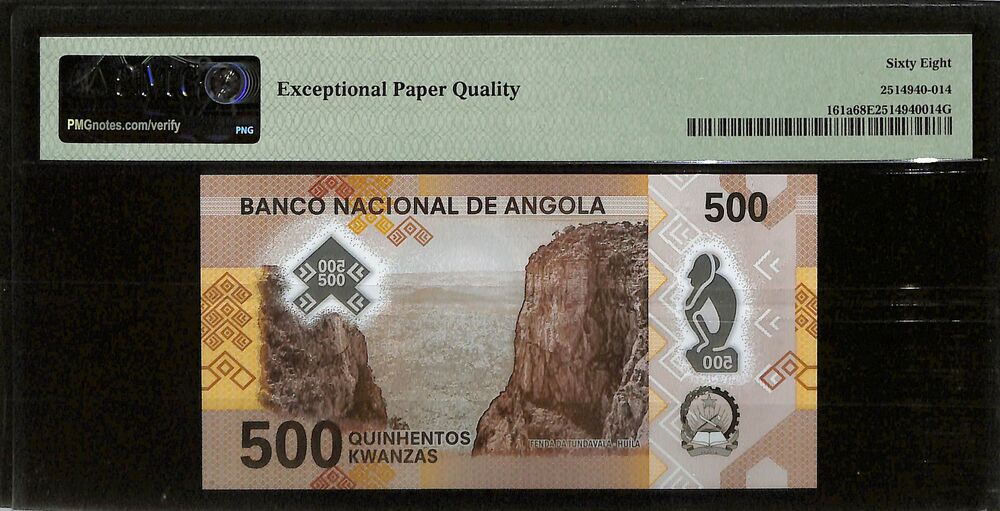 PMG
PMGnotes.com/verify
PNG
Exceptional Paper Quality
Sixty Eight
2514940-014
161a68E2514940014G
BANCO NACIONAL DE ANGOLA
500
500
500
500
500 QUINHENTOS
KWANZAS
FENDA DA TUNDAVALA - HUÍLA